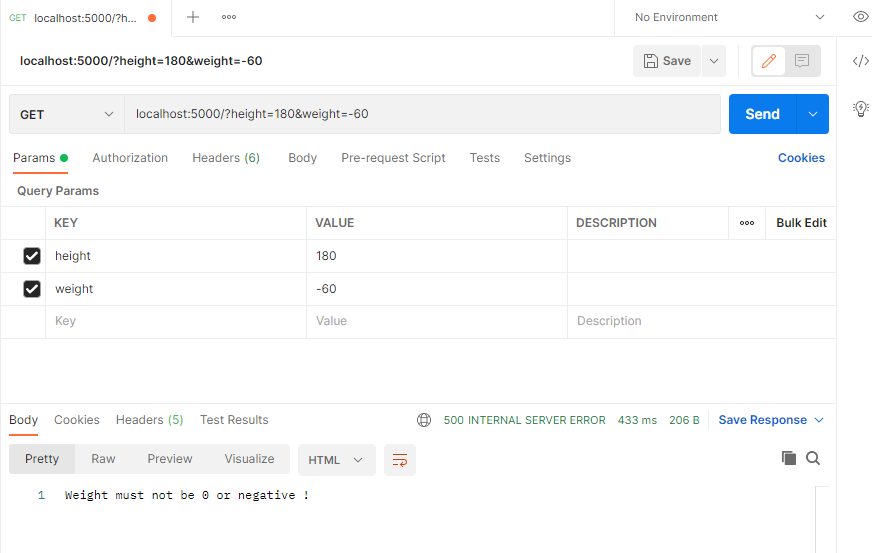 GET localhost:5000/?h... No Environment
localhost:5000/?height=180&weight=-60 Save
GET localhost:5000/?height=180&weight=-60 Send
Params Authorization Headers (6) Body Pre-request Script Tests Settings Cookies
Query Params
KEY VALUE DESCRIPTION Bulk Edit
height 180
weight -60
Key Value Description
Body Cookies Headers (5) Test Results 500 INTERNAL SERVER ERROR 433 ms 206 B Save Response
Pretty Raw Preview Visualize HTML
1 Weight must not be 0 or negative !